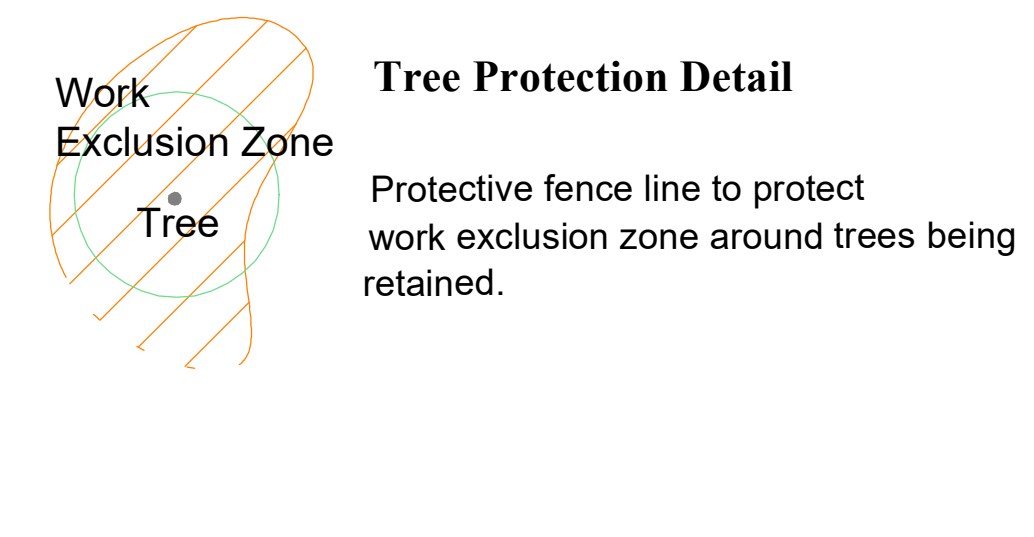 Tree Protection Detail
Work
Exclusion Zone
Tree
Protective fence line to protect
work exclusion zone around trees being
retained.